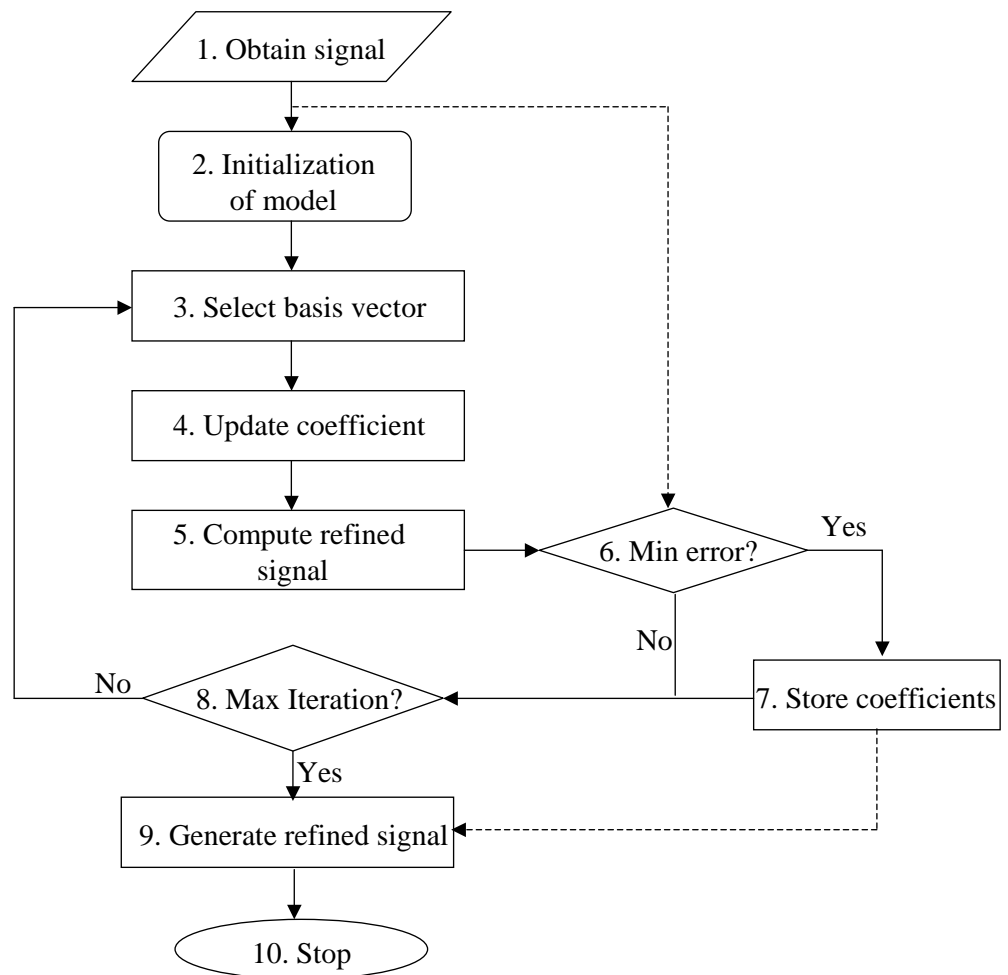 1. Obtain signal
2. Initialization
of model
3. Select basis vector
4. Update coefficient
5. Compute refined
signal
6. Min error?
Yes
No
7. Store coefficients
8. Max Iteration?
No
Yes
9. Generate refined signal
10. Stop